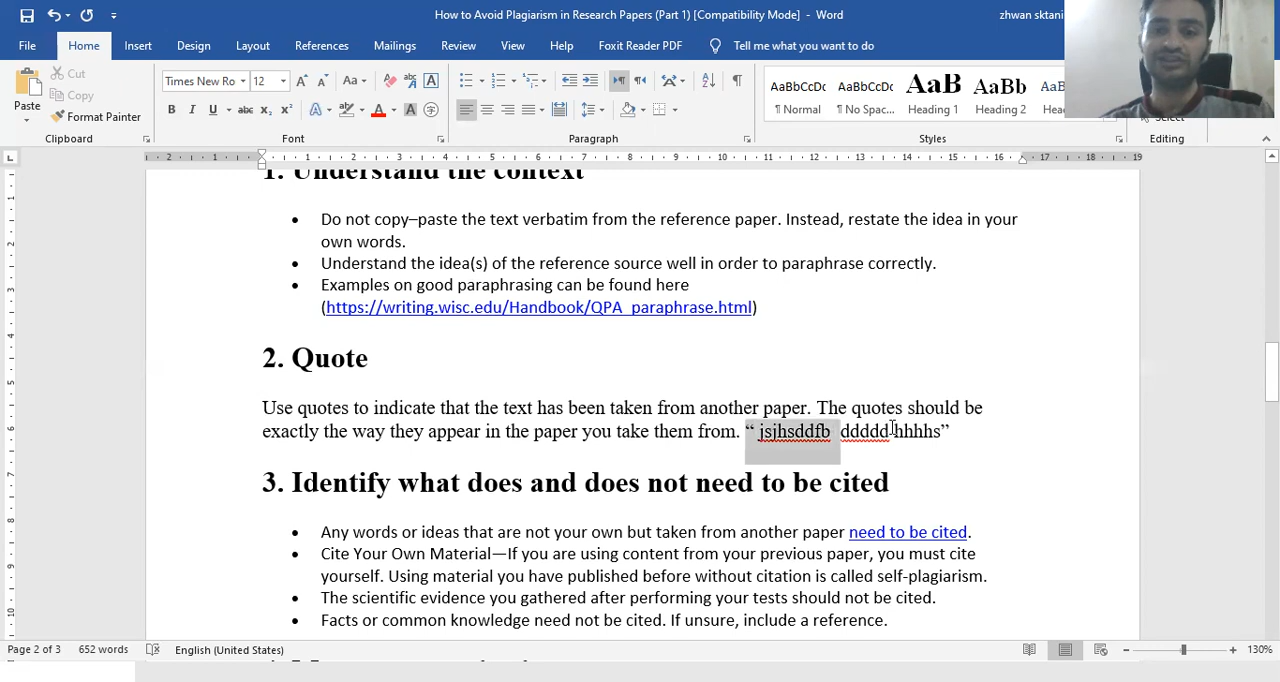 How to Avoid Plagiarism in Research Papers (Part 1) [Compatibility Mode] - Word
zhwan sktani
File Home Insert Design Layout References Mailings Review View Help Foxit Reader PDF Tell me what you want to do
Paste
Cut
Copy
Format Painter
Clipboard
Times New Ro 12
Font
Paragraph
AaBbCcDc AaBbCcDc AaB AaBb AaBb
¶ Normal ¶ No Spac... Heading 1 Heading 2 Hea
Styles
Select
Editing
1. Understand the context
• Do not copy–paste the text verbatim from the reference paper. Instead, restate the idea in your
own words.
• Understand the idea(s) of the reference source well in order to paraphrase correctly.
• Examples on good paraphrasing can be found here
(https://writing.wisc.edu/Handbook/QPA_paraphrase.html)
2. Quote
Use quotes to indicate that the text has been taken from another paper. The quotes should be
exactly the way they appear in the paper you take them from. “ jsjhsddfb ddddd hhhhs”
3. Identify what does and does not need to be cited
• Any words or ideas that are not your own but taken from another paper need to be cited.
• Cite Your Own Material—If you are using content from your previous paper, you must cite
yourself. Using material you have published before without citation is called self-plagiarism.
• The scientific evidence you gathered after performing your tests should not be cited.
• Facts or common knowledge need not be cited. If unsure, include a reference.
Page 2 of 3 652 words English (United States) 130%